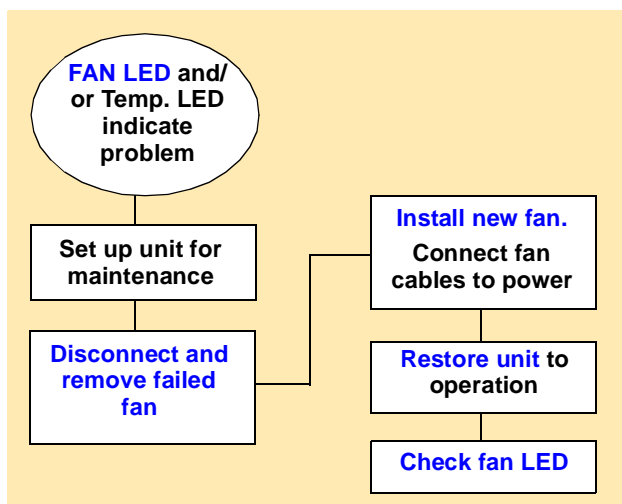 FAN LED and/
or Temp. LED
indicate
problem
Set up unit for
maintenance
Disconnect and
remove failed
fan
Install new fan.
Connect fan
cables to power
Restore unit to
operation
Check fan LED